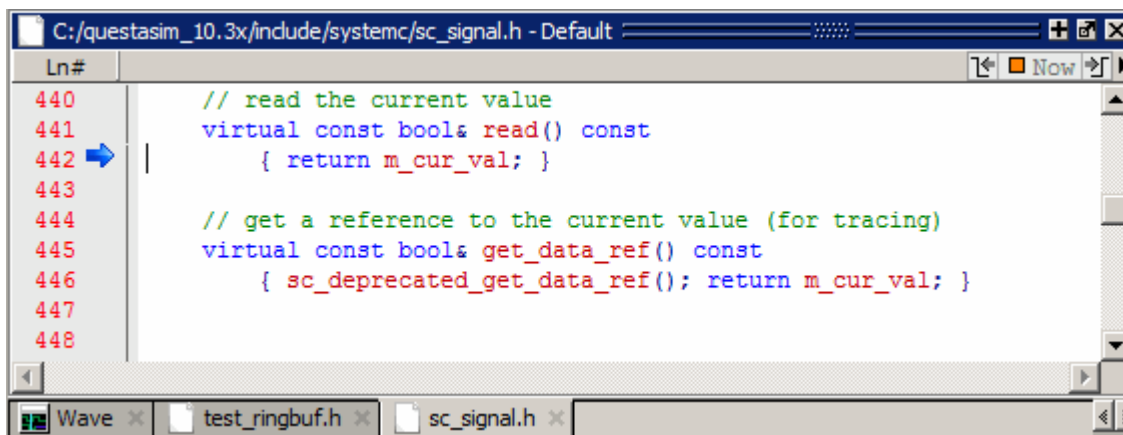 C:/questasim_10.3x/include/systemc/sc_signal.h - Default
Ln# Now
440 // read the current value
441 virtual const bool& read() const
442 { return m_cur_val; }
443
444 // get a reference to the current value (for tracing)
445 virtual const bool& get_data_ref() const
446 { sc_deprecated_get_data_ref(); return m_cur_val; }
447
448
Wave test_ringbuf.h sc_signal.h